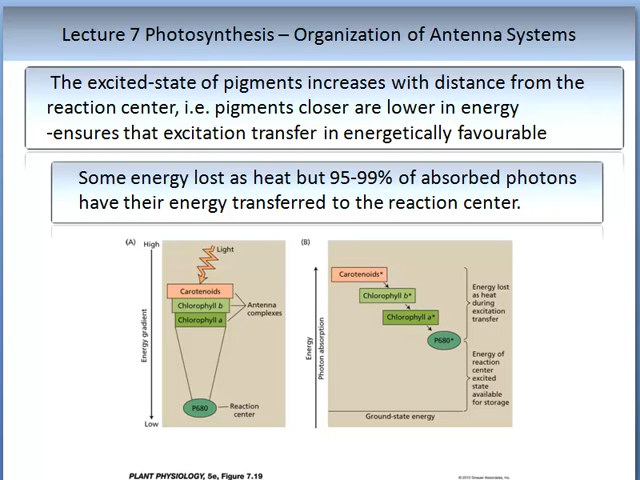 Lecture 7 Photosynthesis – Organization of Antenna Systems
The excited-state of pigments increases with distance from the
reaction center, i.e. pigments closer are lower in energy
-ensures that excitation transfer in energetically favourable
Some energy lost as heat but 95-99% of absorbed photons
have their energy transferred to the reaction center.
(A)
High
Light
Carotenoids
Chlorophyll b
Chlorophyll a
Antenna
complexes
Energy gradient
P680
Reaction
center
Low
(B)
Carotenoids*
Chlorophyll b*
Chlorophyll a*
P680*
Energy
Photon absorption
Energy lost
as heat
during
excitation
transfer
Energy of
reaction
center
excited
state
available
for storage
Ground-state energy
PLANT PHYSIOLOGY, 5e, Figure 7.19
© 2010 Sinauer Associates, Inc.